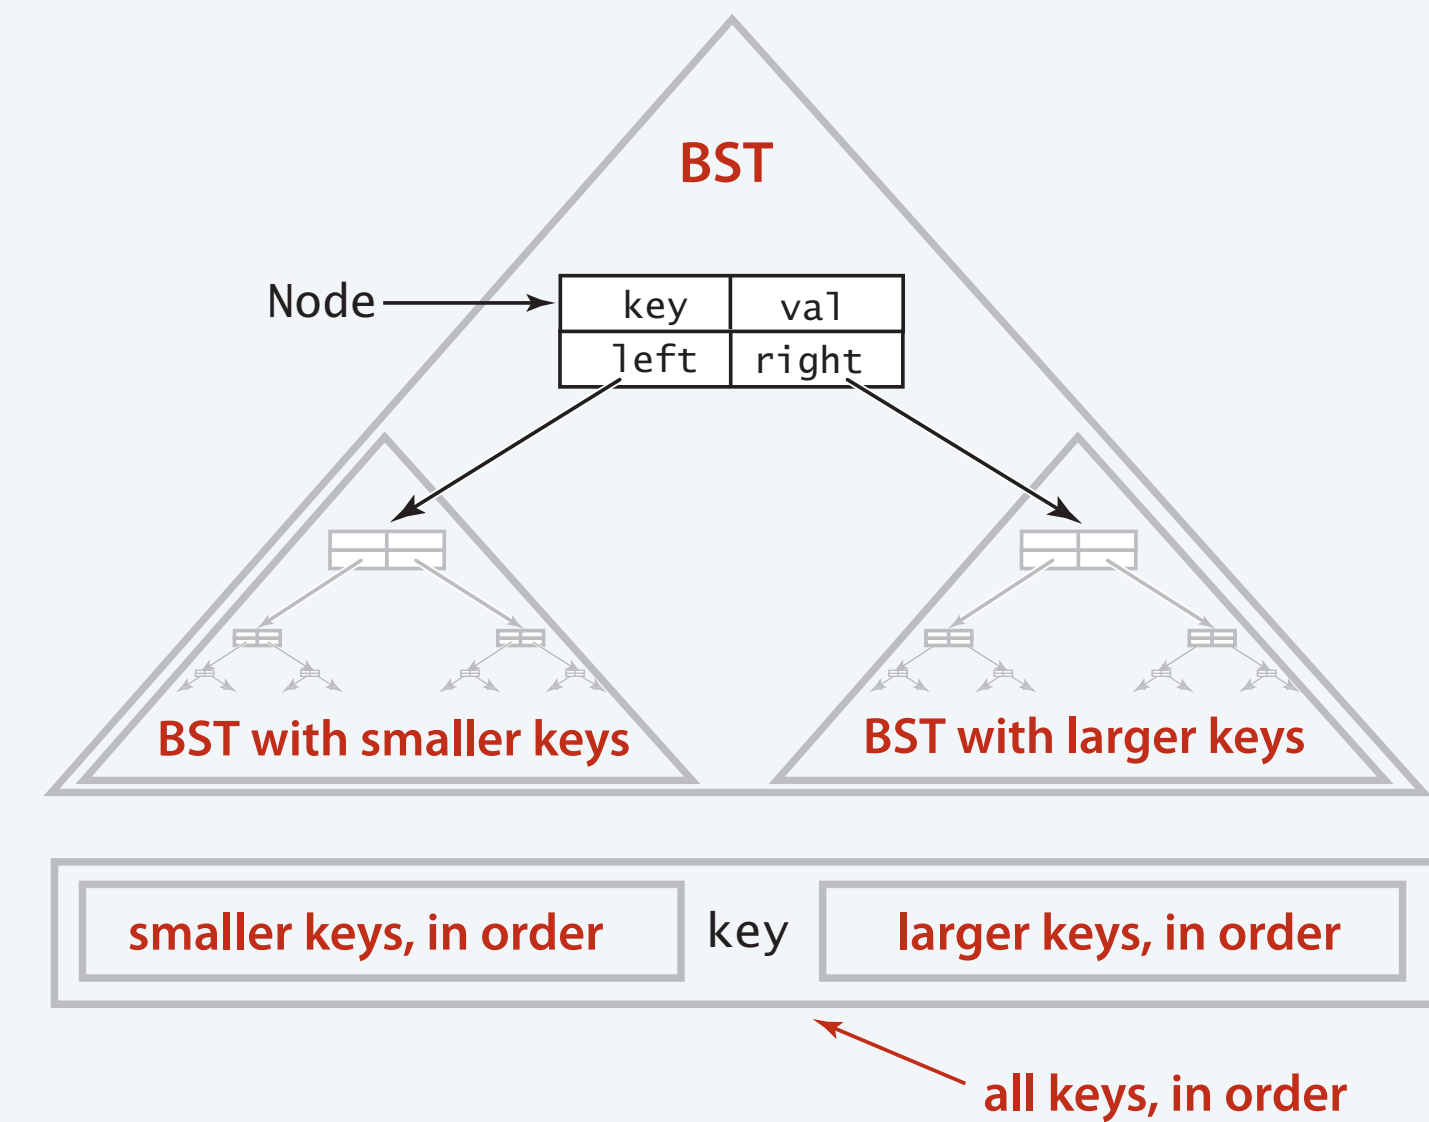 BST
Node
key val
left right
BST with smaller keys
BST with larger keys
smaller keys, in order
key
larger keys, in order
all keys, in order